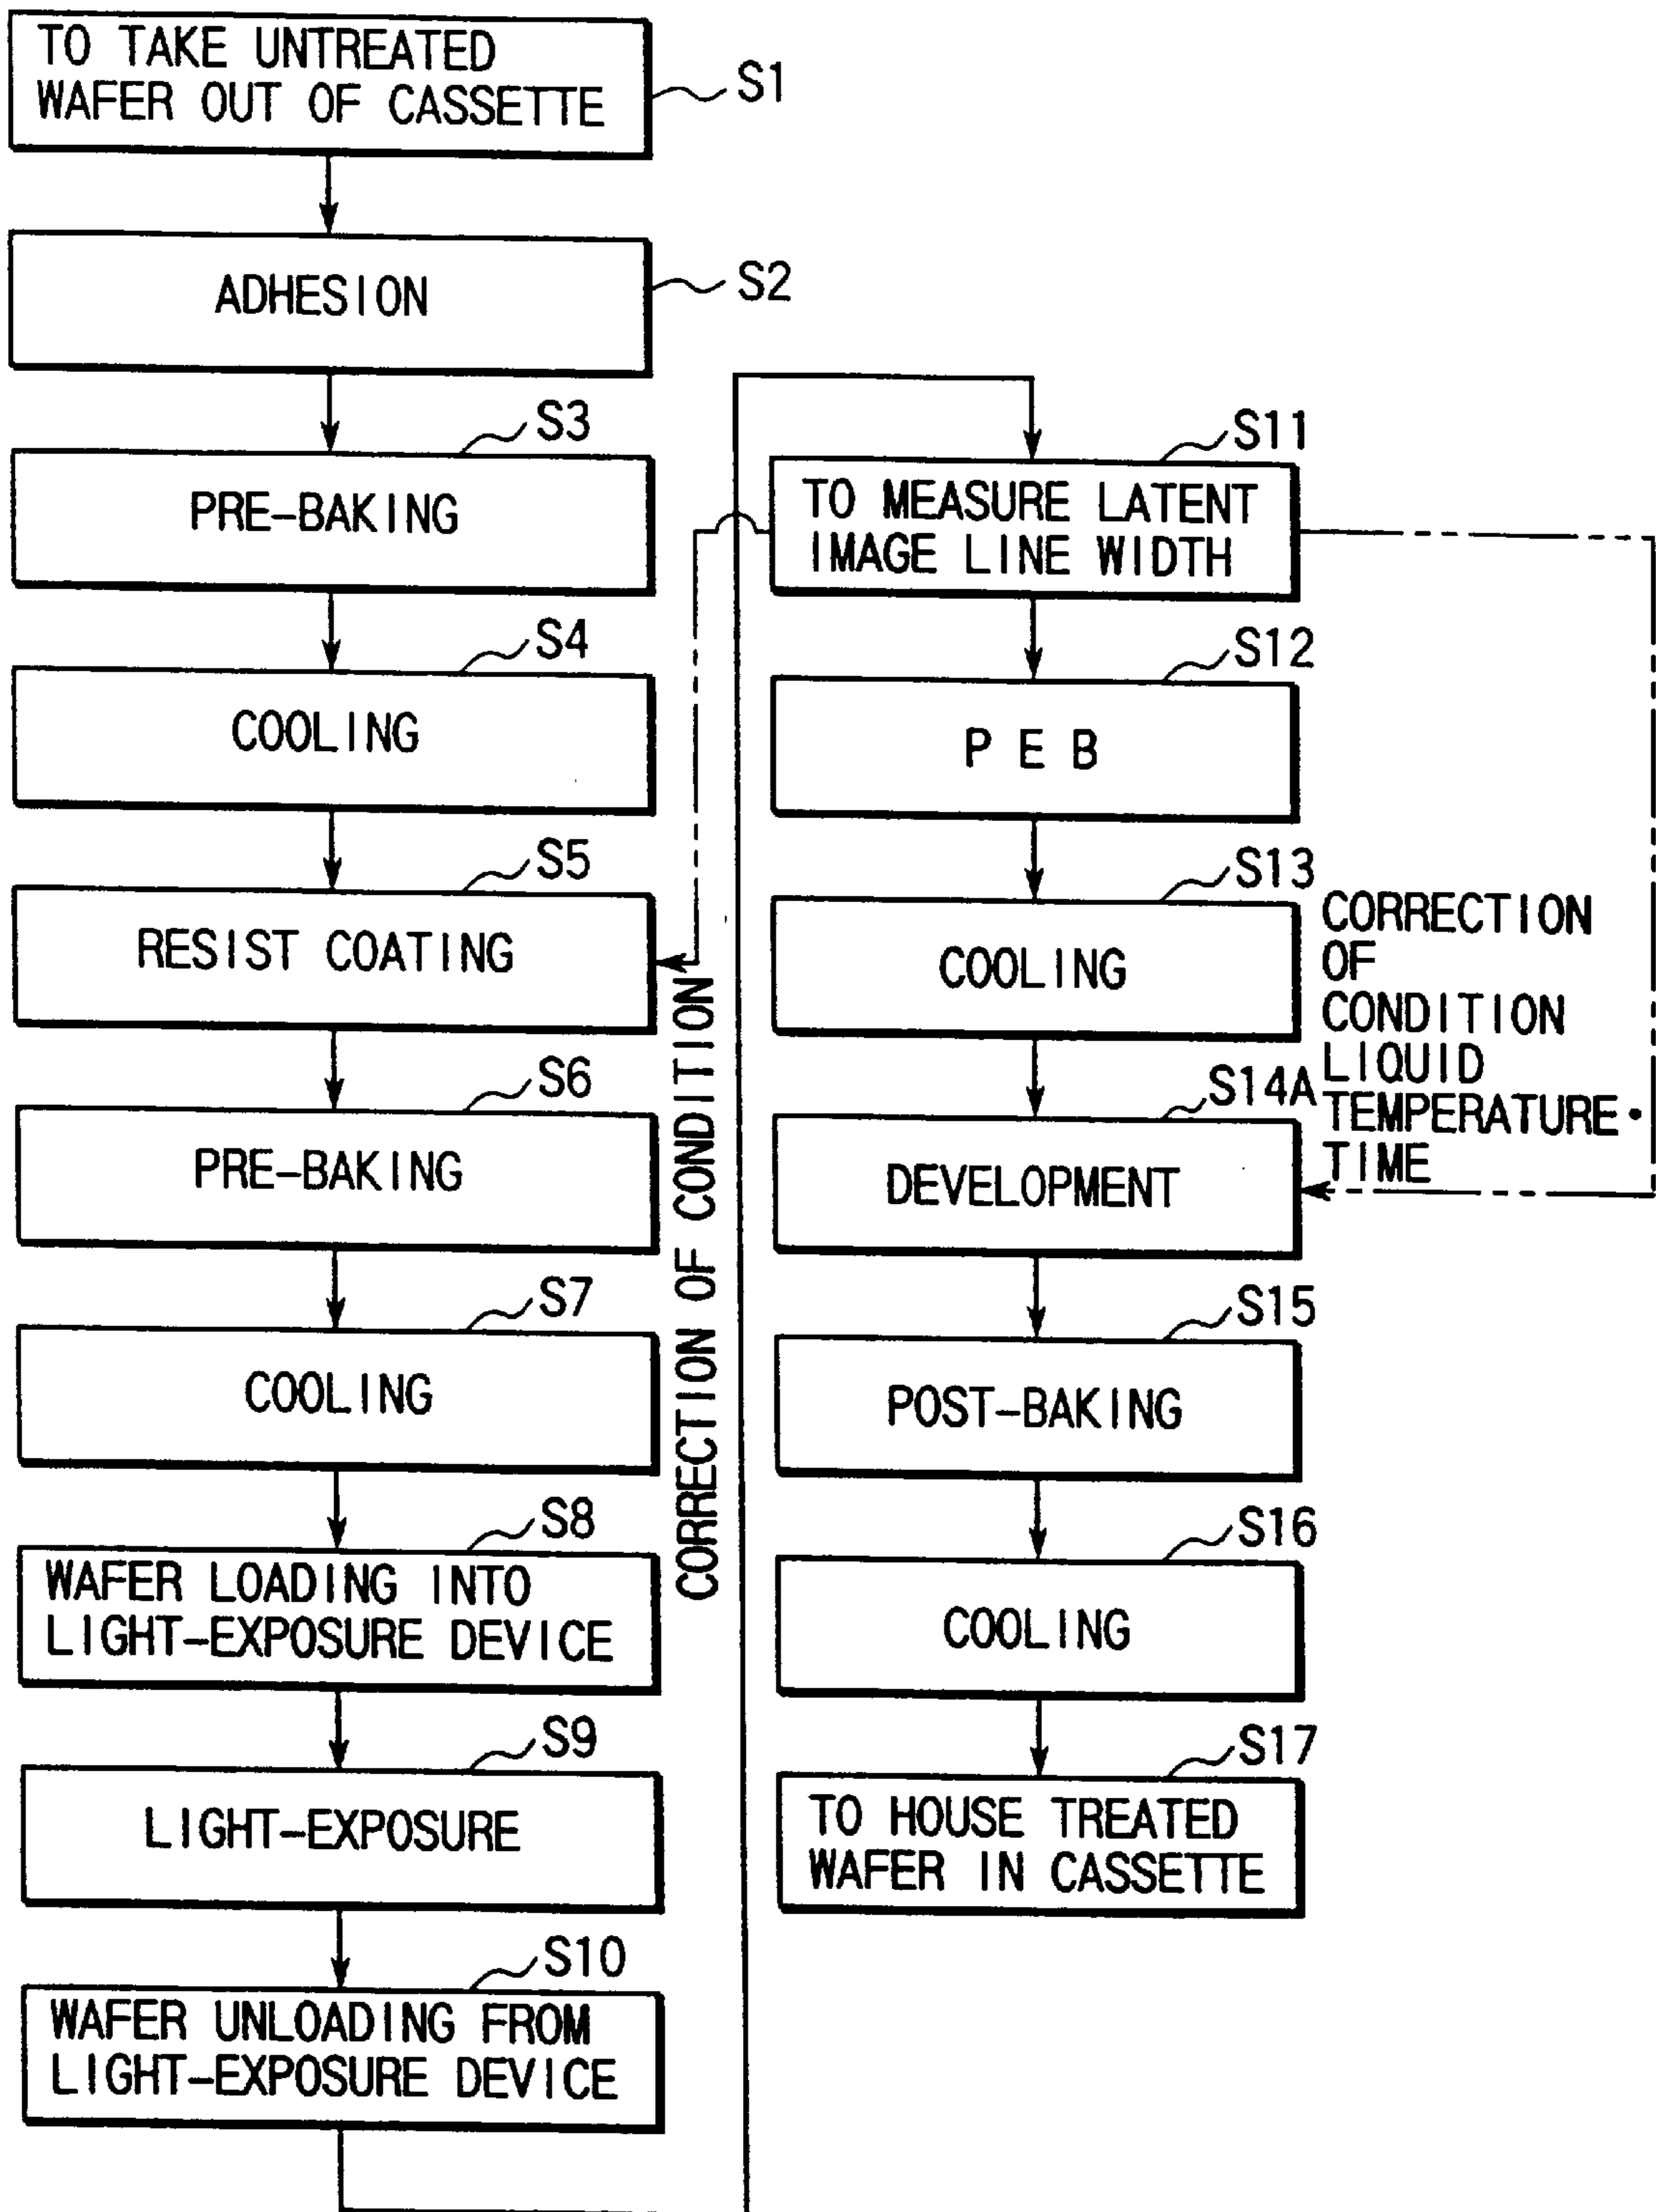 TO TAKE UNTREATED
WAFER OUT OF CASSETTE
S1
ADHESION
S2
S3
PRE-BAKING
S4
COOLING
S5
RESIST COATING
S6
PRE-BAKING
S7
COOLING
S8
WAFER LOADING INTO
LIGHT-EXPOSURE DEVICE
S9
LIGHT-EXPOSURE
S10
WAFER UNLOADING FROM
LIGHT-EXPOSURE DEVICE
CORRECTION OF CONDITION
S11
TO MEASURE LATENT
IMAGE LINE WIDTH
S12
P E B
S13
COOLING
CORRECTION
OF
CONDITION
LIQUID
TEMPERATURE·
TIME
S14A
DEVELOPMENT
S15
POST-BAKING
S16
COOLING
S17
TO HOUSE TREATED
WAFER IN CASSETTE